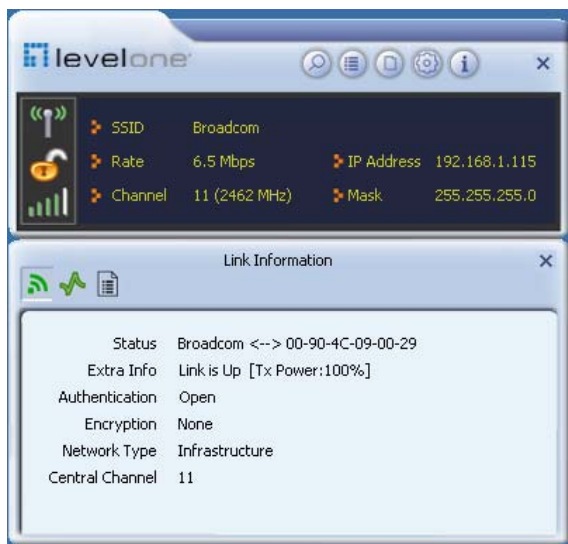 levelone
SSID Broadcom
Rate 6.5 Mbps IP Address 192.168.1.115
Channel 11 (2462 MHz) Mask 255.255.255.0
Link Information
Status Broadcom <--> 00-90-4C-09-00-29
Extra Info Link is Up [Tx Power:100%]
Authentication Open
Encryption None
Network Type Infrastructure
Central Channel 11